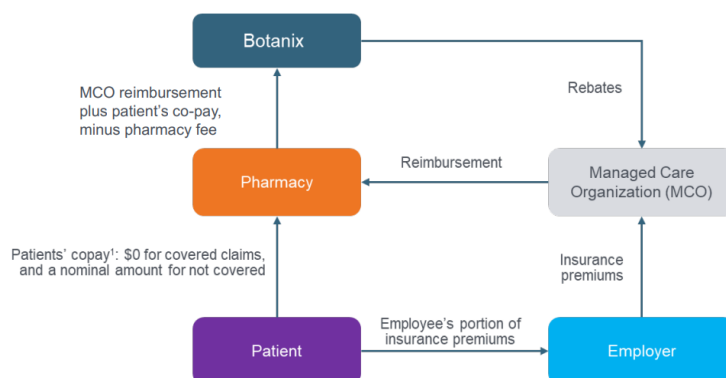 Botanix
MCO reimbursement
plus patient's co-pay,
minus pharmacy fee
Rebates
Pharmacy
Reimbursement
Managed Care
Organization (MCO)
Patients' copay¹: $0 for covered claims,
and a nominal amount for not covered
Insurance
premiums
Patient
Employee's portion of
insurance premiums
Employer